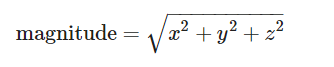 magnitude = √x² + y² + z²